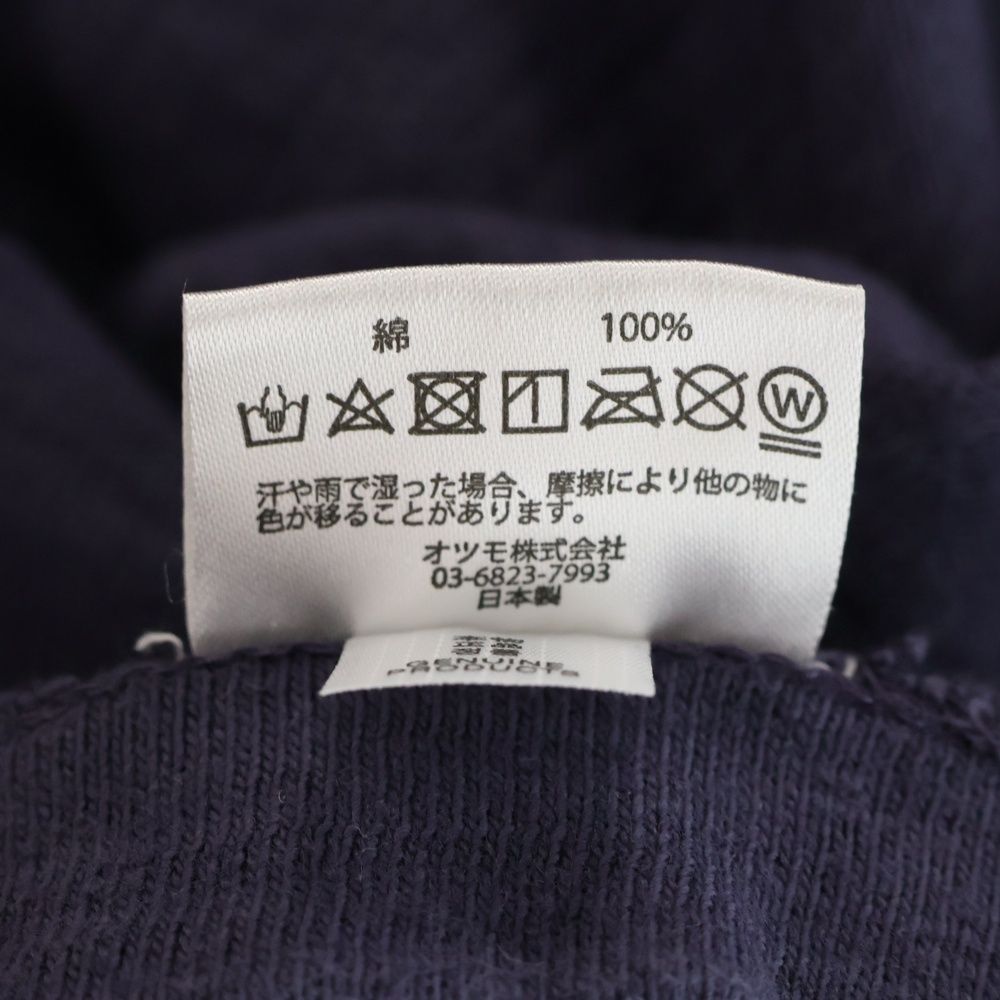 綿 100%
W
汗や雨で湿った場合、摩擦により他の物に
色が移ることがあります。
オツモ株式会社
03-6823-7993
日本製
GENUINE
PRODUCTS